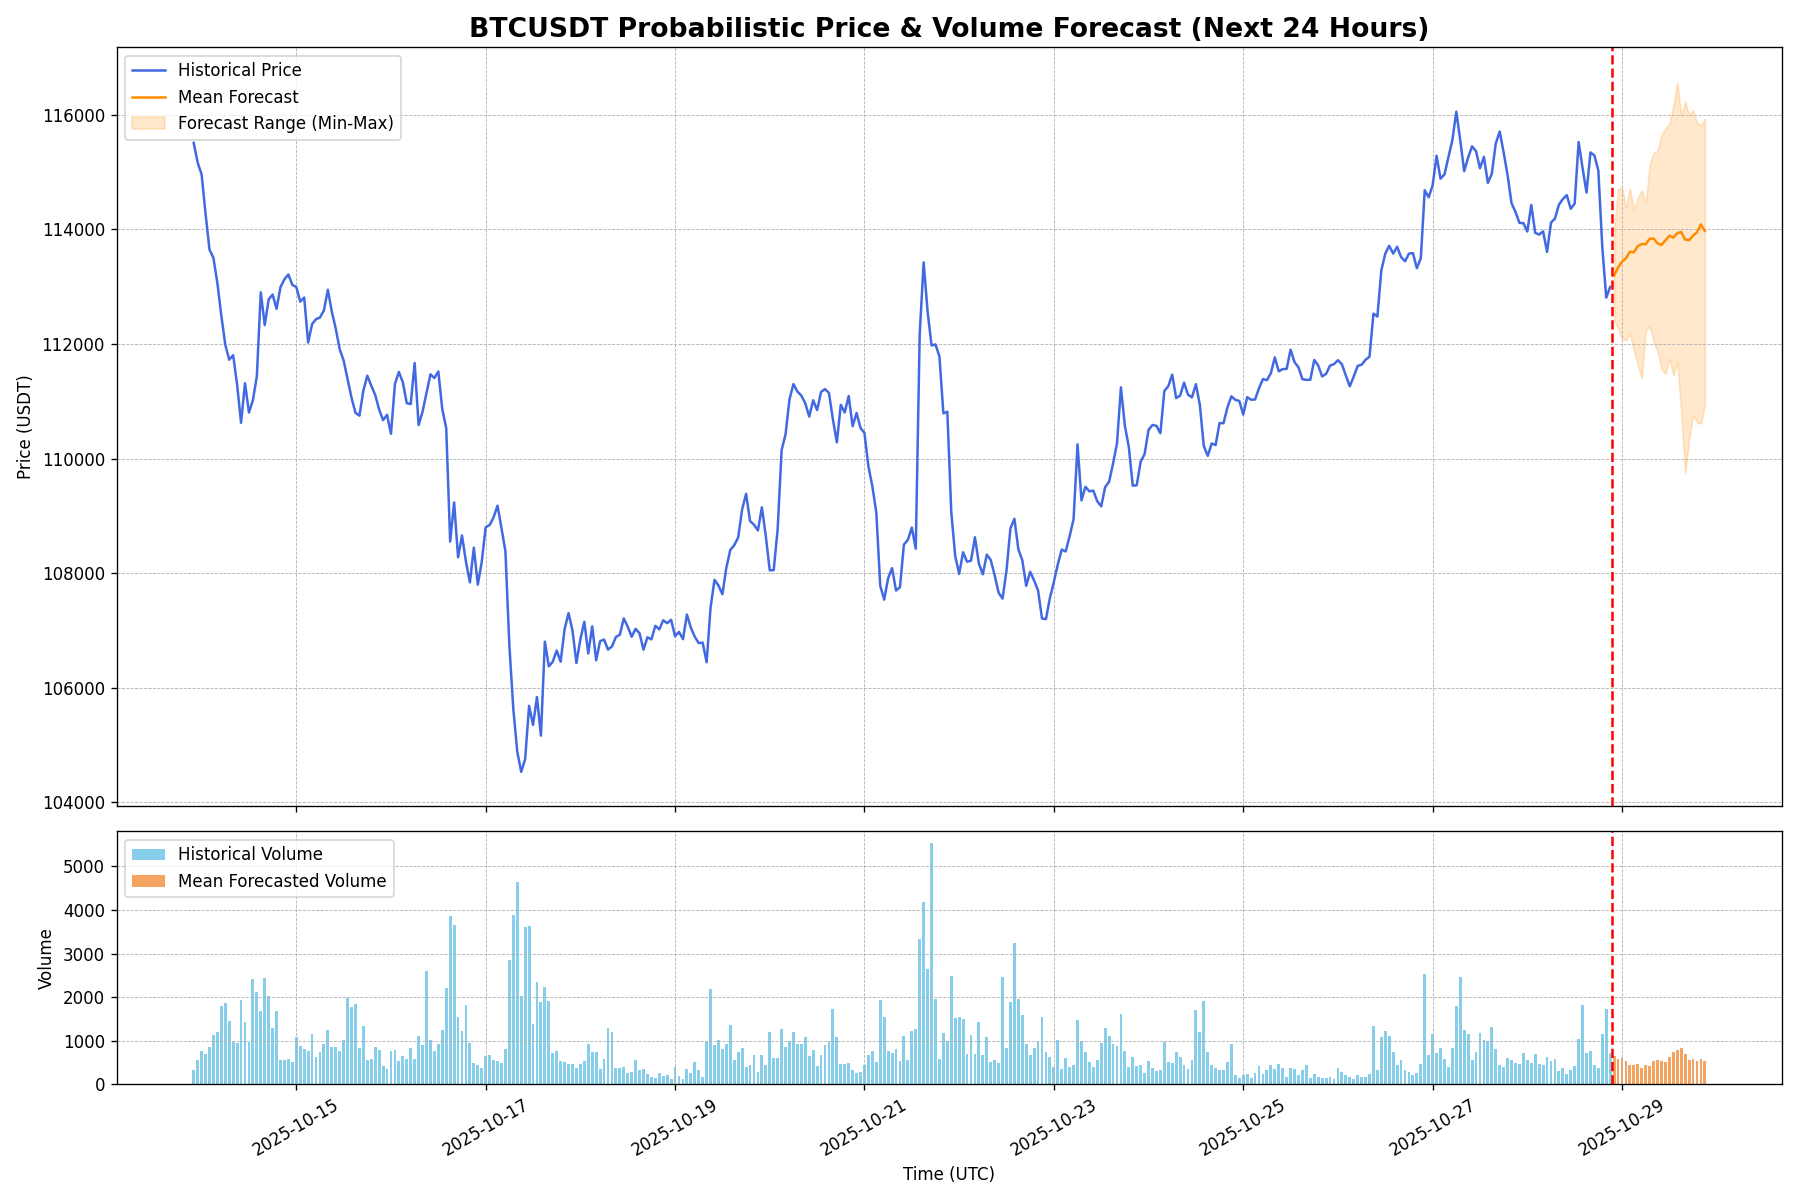 BTCUSDT Probabilistic Price & Volume Forecast (Next 24 Hours)
Historical Price
Mean Forecast
Forecast Range (Min-Max)
116000
114000
112000
110000
108000
106000
104000
Price (USDT)
Historical Volume
Mean Forecasted Volume
5000
4000
3000
2000
1000
0
Volume
2025-10-15
2025-10-17
2025-10-19
2025-10-21
2025-10-23
2025-10-25
2025-10-27
2025-10-29
Time (UTC)